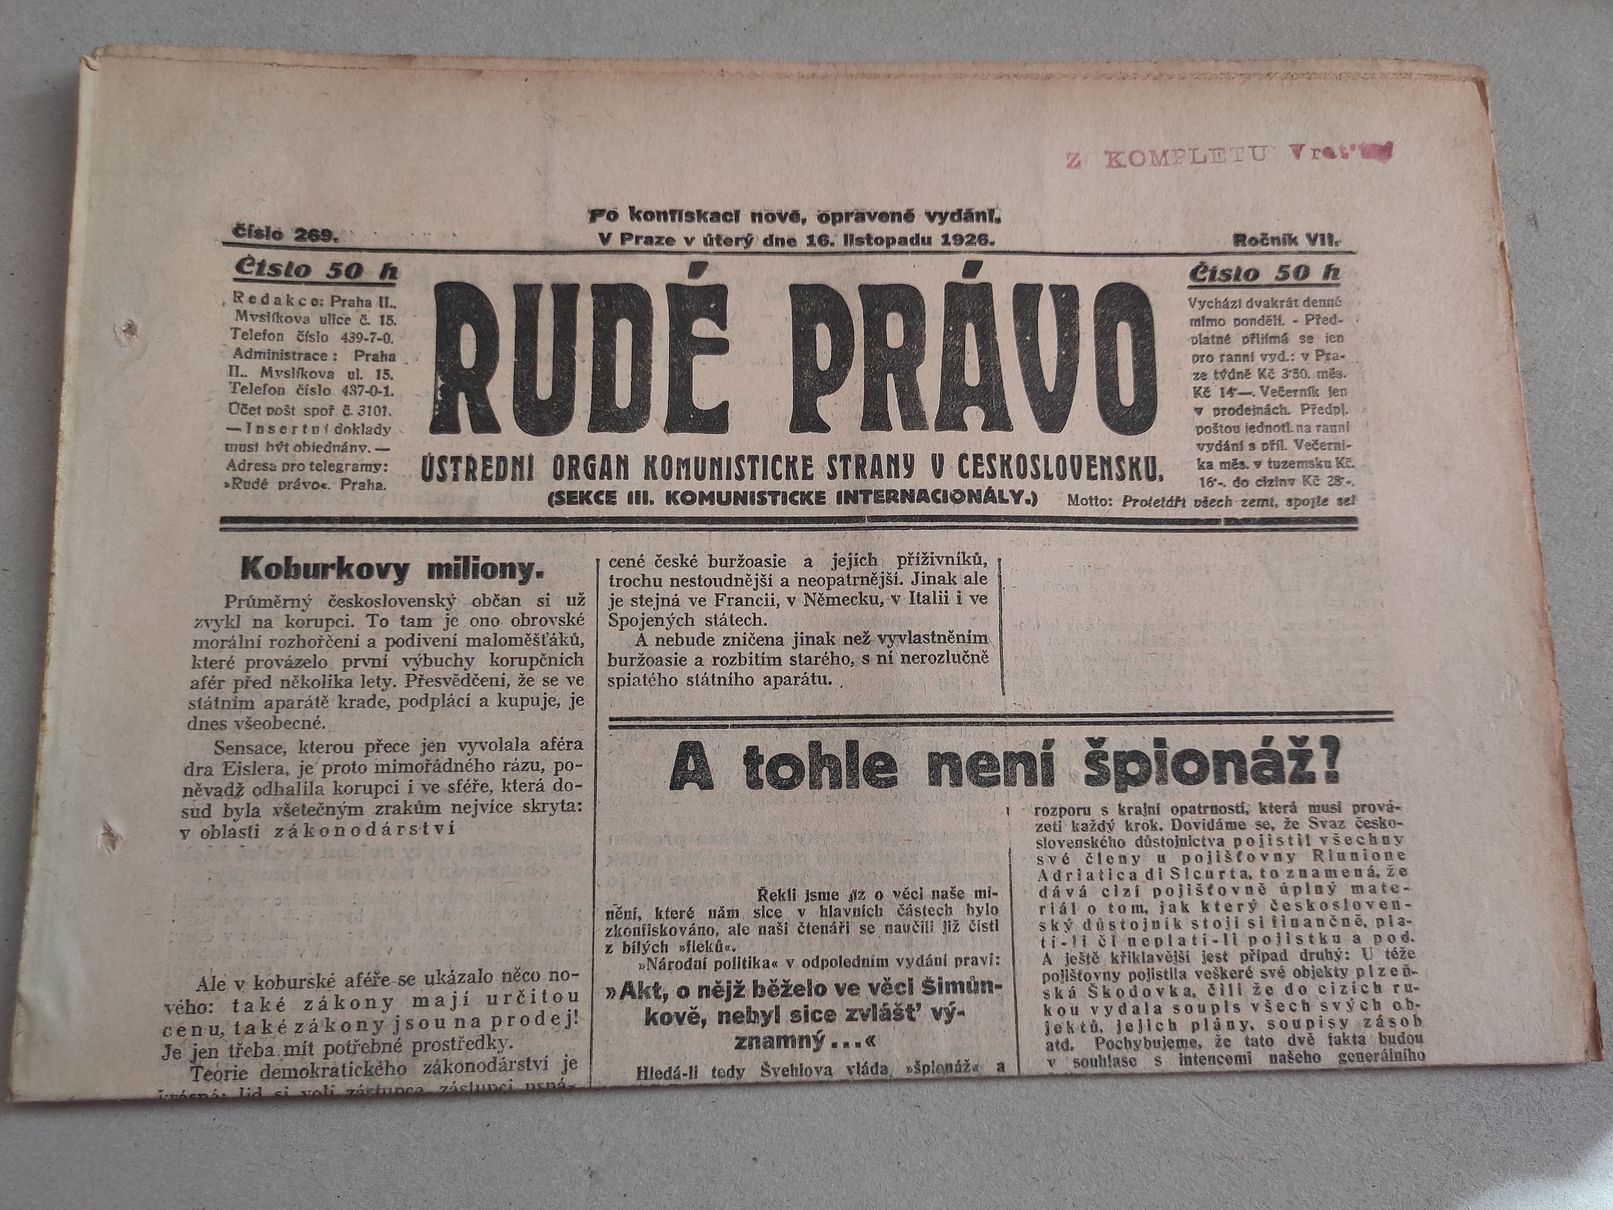 Z KOMPLETU
Po konfiskaci nové, opravené vydání.
Číslo 269.
V Praze v úterý dne 16. listopadu 1926.
Ročník VII.
Číslo 50 h
Redakce: Praha II.,
Myslíkova ulice č. 15.
Telefon číslo 439-7-0.
Administrace: Praha
II., Myslíkova ul. 15.
Telefon číslo 437-0-1.
Účet pošt. spoř. č. 3101.
— Insertní doklady
musí být objednány. —
Adresa pro telegramy:
»Rudé právo«, Praha.
RUDÉ PRÁVO
ÚSTŘEDNÍ ORGÁN KOMUNISTICKÉ STRANY V ČESKOSLOVENSKU.
(SEKCE III. KOMUNISTICKÉ INTERNACIONÁLY.)
Motto: Proletáři všech zemí, spojte se!
Číslo 50 h
Vychází dvakrát denně
mimo pondělí. - Před-
platné přijímá se jen
pro ranní vyd.: v Pra-
ze týdně Kč 3·50, měs.
Kč 14·—. Večerník jen
v prodejnách. Předpl.
poštou jednotl. na ranní
vydání s příl. Večerní-
ka měs. v tuzemsku Kč.
16·-, do ciziny Kč 28·-.
Koburkovy miliony.
Průměrný československý občan si už
zvykl na korupci. To tam je ono obrovské
morální rozhořčení a podivení maloměšťáků,
které provázelo první výbuchy korupčních
afér před několika lety. Přesvědčení, že se ve
státním aparátě krade, podplácí a kupuje, je
dnes všeobecné.
Sensace, kterou přece jen vyvolala aféra
dra Eislera, je proto mimořádného rázu, po-
něvadž odhalila korupci i ve sféře, která do-
sud byla všetečným zrakům nejvíce skryta:
v oblasti zákonodárství
Ale v koburské aféře se ukázalo něco no-
vého: také zákony mají určitou
cenu, také zákony jsou na prodej!
Je jen třeba mít potřebné prostředky.
Teorie demokratického zákonodárství je
krásná: lid si volí zástupce, zástupci
cené české buržoasie a jejich příživníků,
trochu nestoudnější a neopatrnější. Jinak ale
je stejná ve Francii, v Německu, v Italii i ve
Spojených státech.
A nebude zničena jinak než vyvlastněním
buržoasie a rozbitím starého, s ní nerozlučně
spiatého státního aparátu.
A tohle není špionáž?
Řekli jsme již o věci naše mí-
nění, které nám sice v hlavních částech bylo
zkonfiskováno, ale naši čtenáři se naučili již čísti
z bílých »fleků«.
»Národní politika« v odpoledním vydání praví:
»Akt, o nějž běželo ve věci Šimůn-
kově, nebyl sice zvlášť vý-
znamný...«
Hledá-li tedy Švehlova vláda »špionáž« a
rozporu s krajní opatrností, která musí prová-
zeti každý krok. Dovídáme se, že Svaz česko-
slovenského důstojnictva pojistil všechny
své členy u pojišťovny Riunione
Adriatica di Sicurta, to znamená, že
dává cizí pojišťovně úplný mate-
riál o tom, jak který českosloven-
ský důstojník stojí si finančně, pla-
tí-li či neplatí-li pojistku a pod.
A ještě křiklavější jest případ druhý: U téže
pojišťovny pojistila veškeré své objekty plzeň-
ská Škodovka, čili že do cizích ru-
kou vydala soupis všech svých ob-
jektů, jejich plány, soupisy zásob
atd. Pochybujeme, že tato dvě fakta budou
v souhlase s intencemi našeho generálního